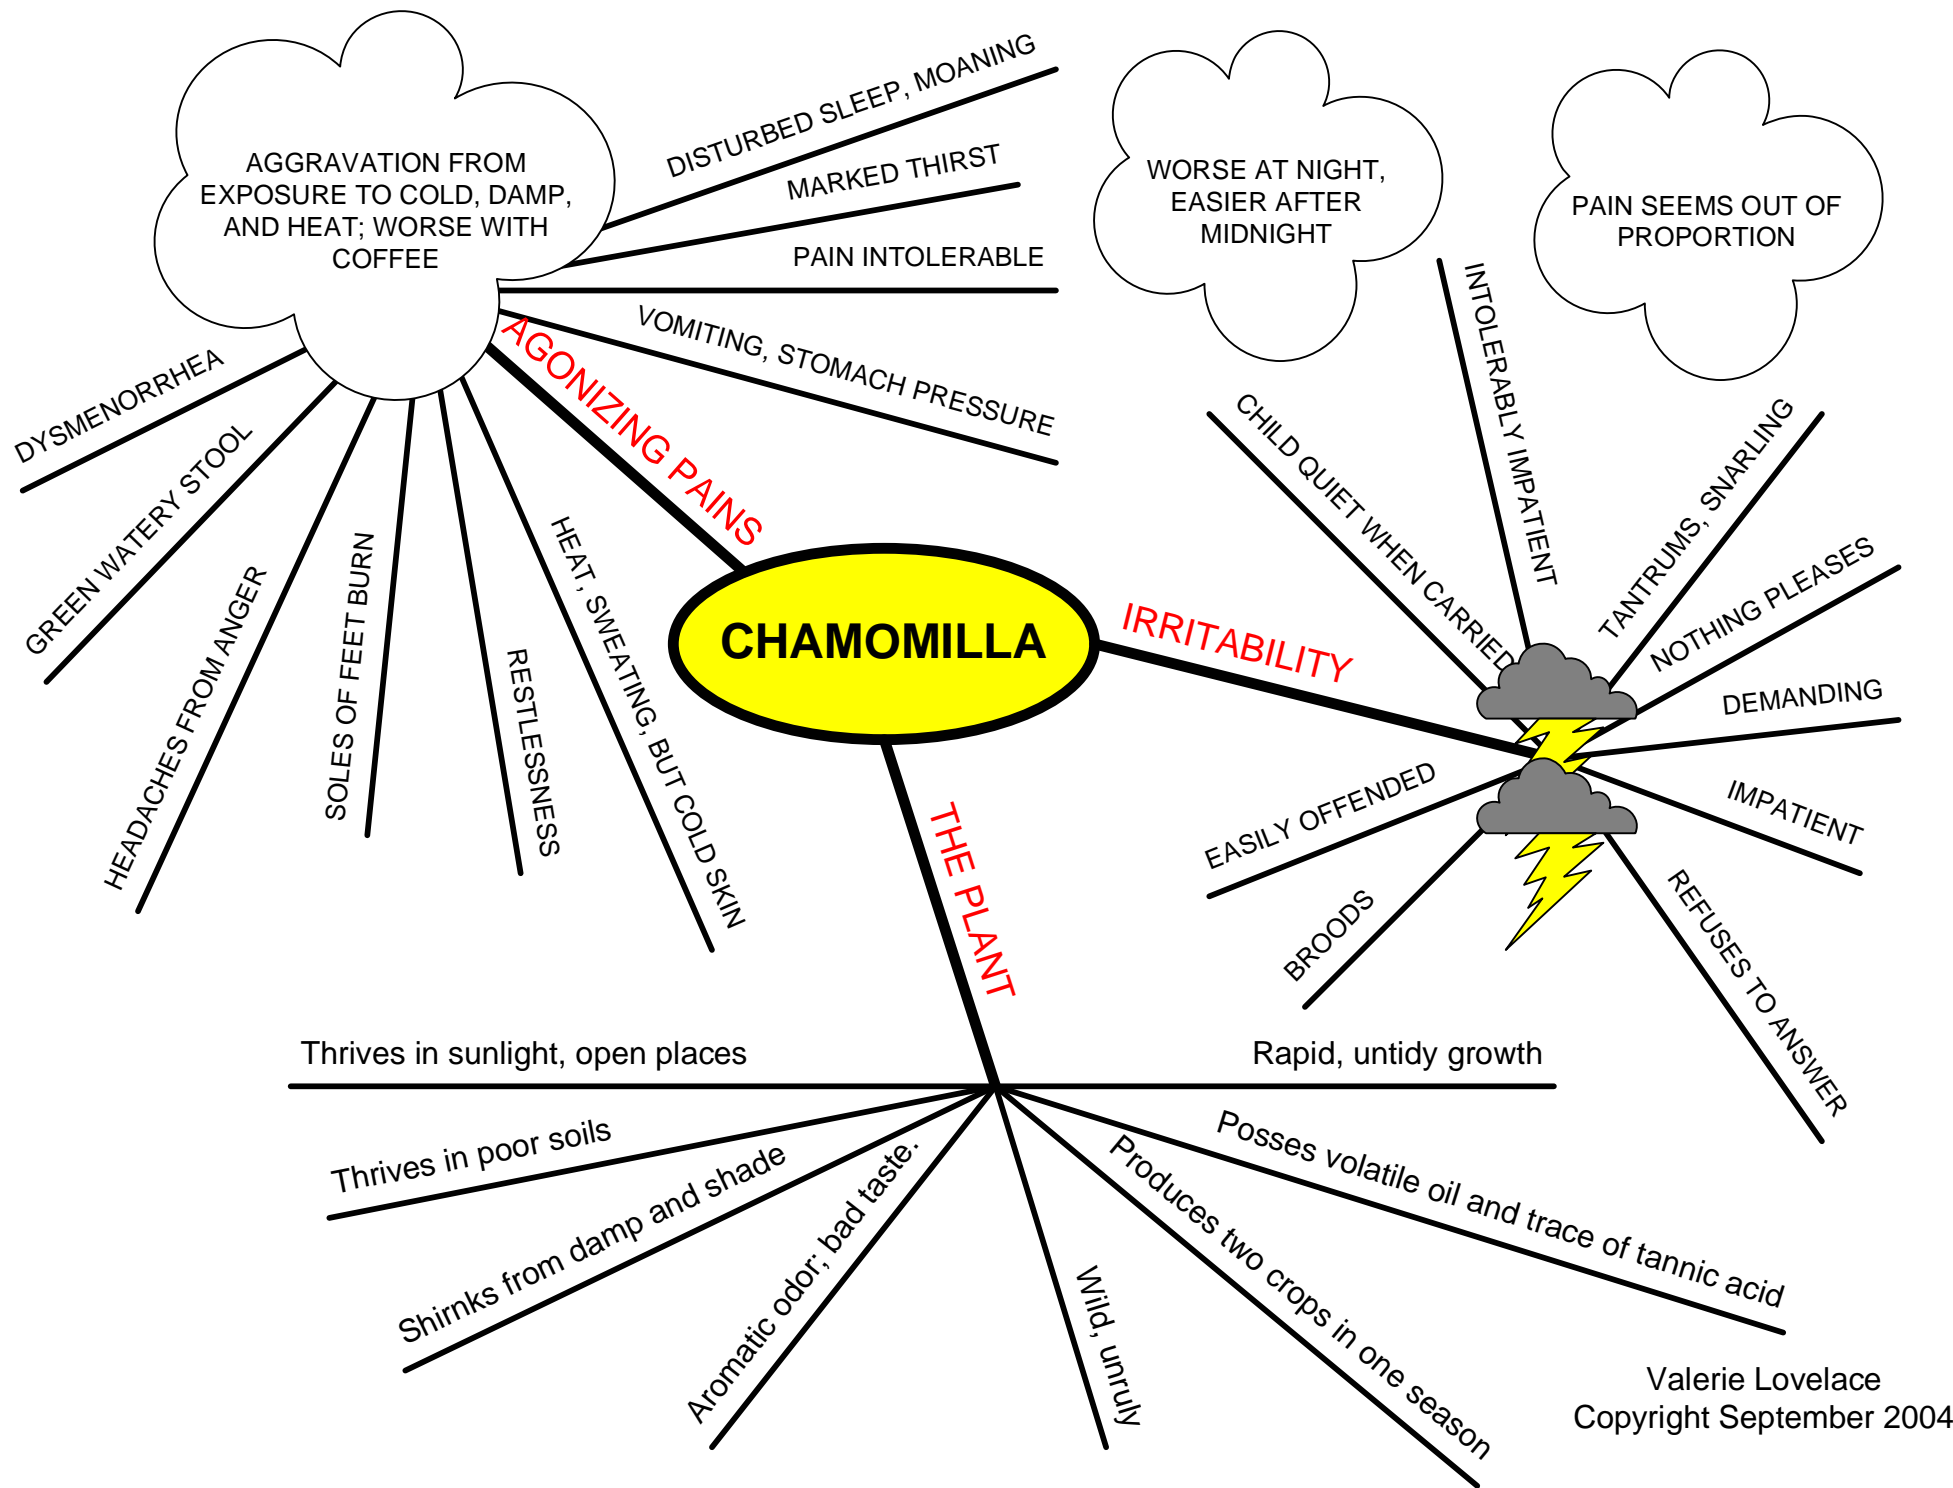 AGGRAVATION FROM
EXPOSURE TO COLD, DAMP,
AND HEAT; WORSE WITH
COFFEE
DISTURBED SLEEP, MOANING
MARKED THIRST
PAIN INTOLERABLE
VOMITING, STOMACH PRESSURE
WORSE AT NIGHT,
EASIER AFTER
MIDNIGHT
PAIN SEEMS OUT OF
PROPORTION
AGONIZING PAINS
DYSMENORRHEA
GREEN WATERY STOOL
HEADACHES FROM ANGER
SOLES OF FEET BURN
RESTLESSNESS
HEAT, SWEATING, BUT COLD SKIN
CHAMOMILLA
IRRITABILITY
CHILD QUIET WHEN CARRIED
INTOLERABLY IMPATIENT
TANTRUMS, SNARLING
NOTHING PLEASES
DEMANDING
IMPATIENT
REFUSES TO ANSWER
EASILY OFFENDED
BROODS
THE PLANT
Thrives in sunlight, open places
Rapid, untidy growth
Thrives in poor soils
Shirnks from damp and shade
Aromatic odor; bad taste.
Wild, unruly
Produces two crops in one season
Posses volatile oil and trace of tannic acid
Valerie Lovelace
Copyright September 2004